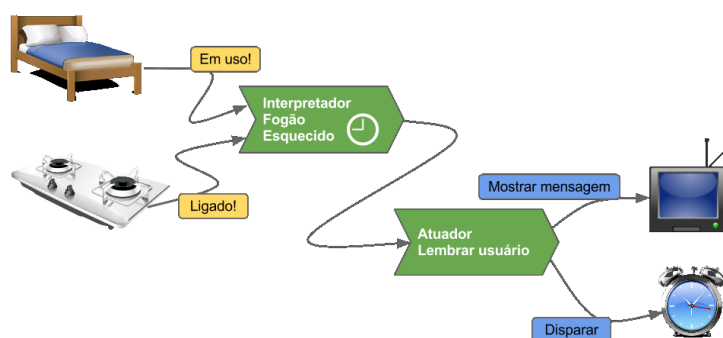 Em uso!
Interpretador
Fogão
Esquecido
Ligado!
Mostrar mensagem
Atuador
Lembrar usuário
Disparar